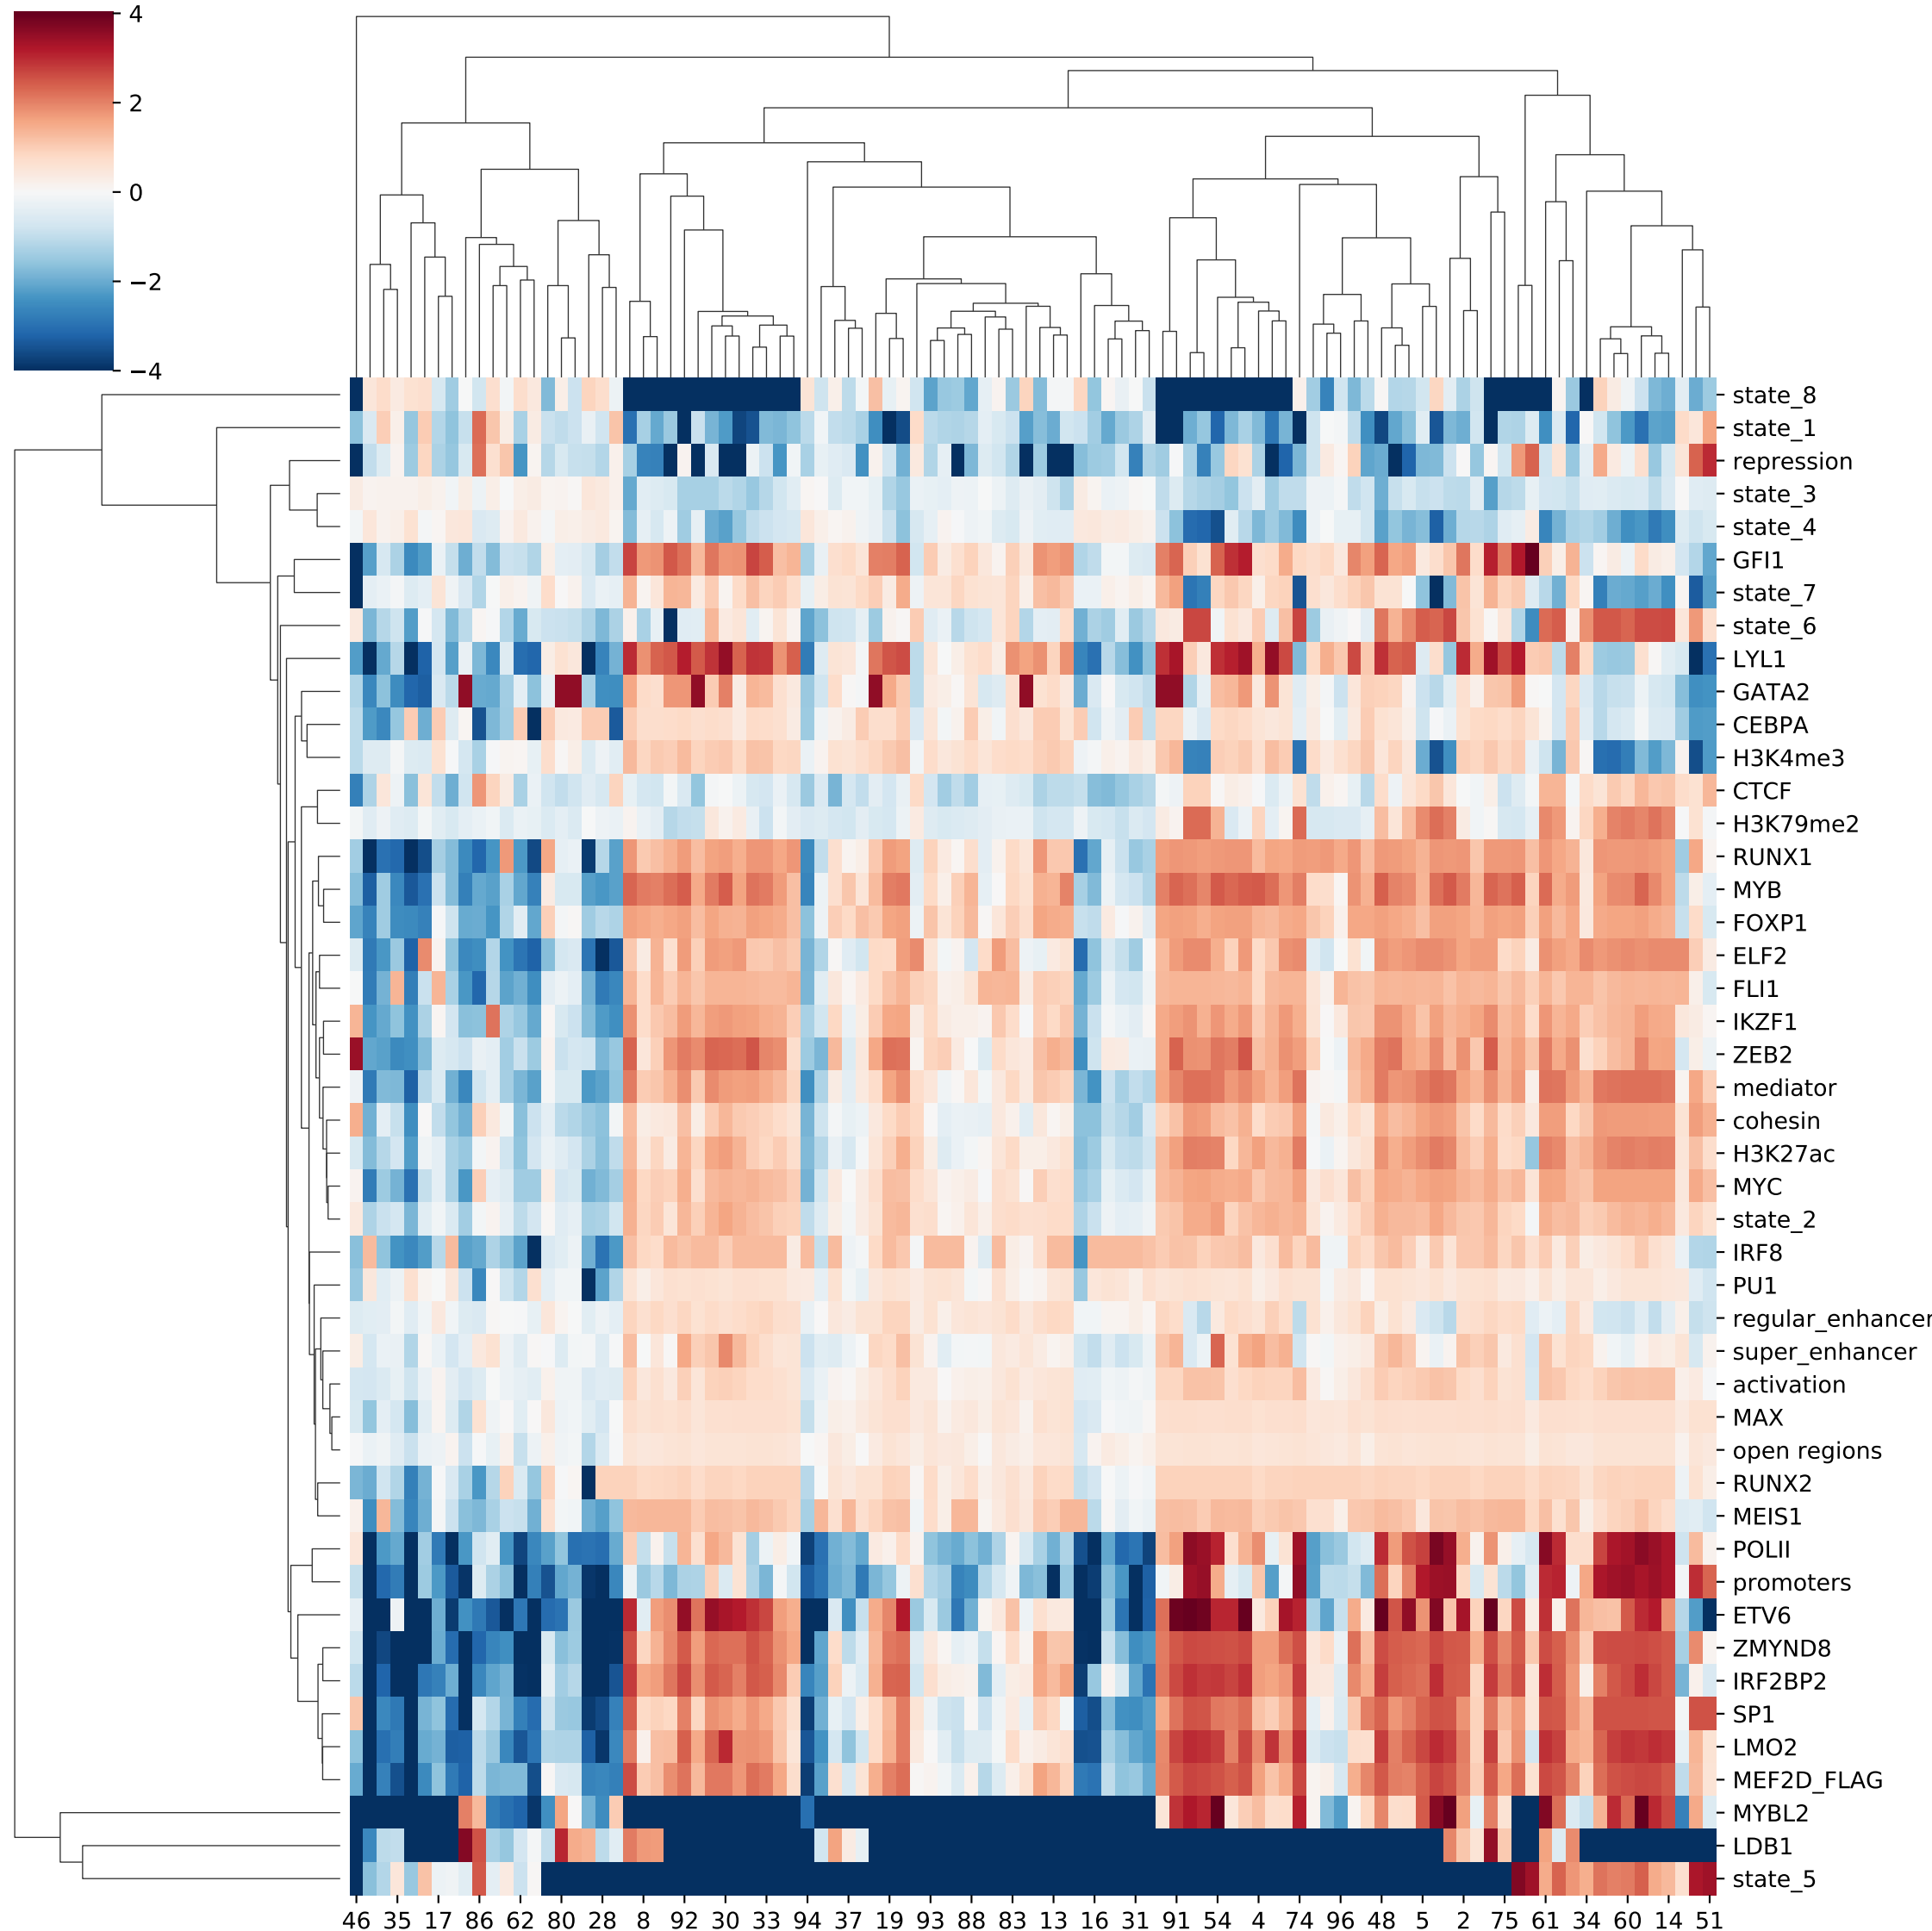 4
2
0
−2
−4
state_8
state_1
repression
state_3
state_4
GFI1
state_7
state_6
LYL1
GATA2
CEBPA
H3K4me3
CTCF
H3K79me2
RUNX1
MYB
FOXP1
ELF2
FLI1
IKZF1
ZEB2
mediator
cohesin
H3K27ac
MYC
state_2
IRF8
PU1
regular_enhancer
super_enhancer
activation
MAX
open regions
RUNX2
MEIS1
POLII
promoters
ETV6
ZMYND8
IRF2BP2
SP1
LMO2
MEF2D_FLAG
MYBL2
LDB1
state_5
46 35 17 86 62 80 28 8 92 30 33 94 37 19 93 88 83 13 16 31 91 54 4 74 96 48 5 2 75 61 34 60 14 51